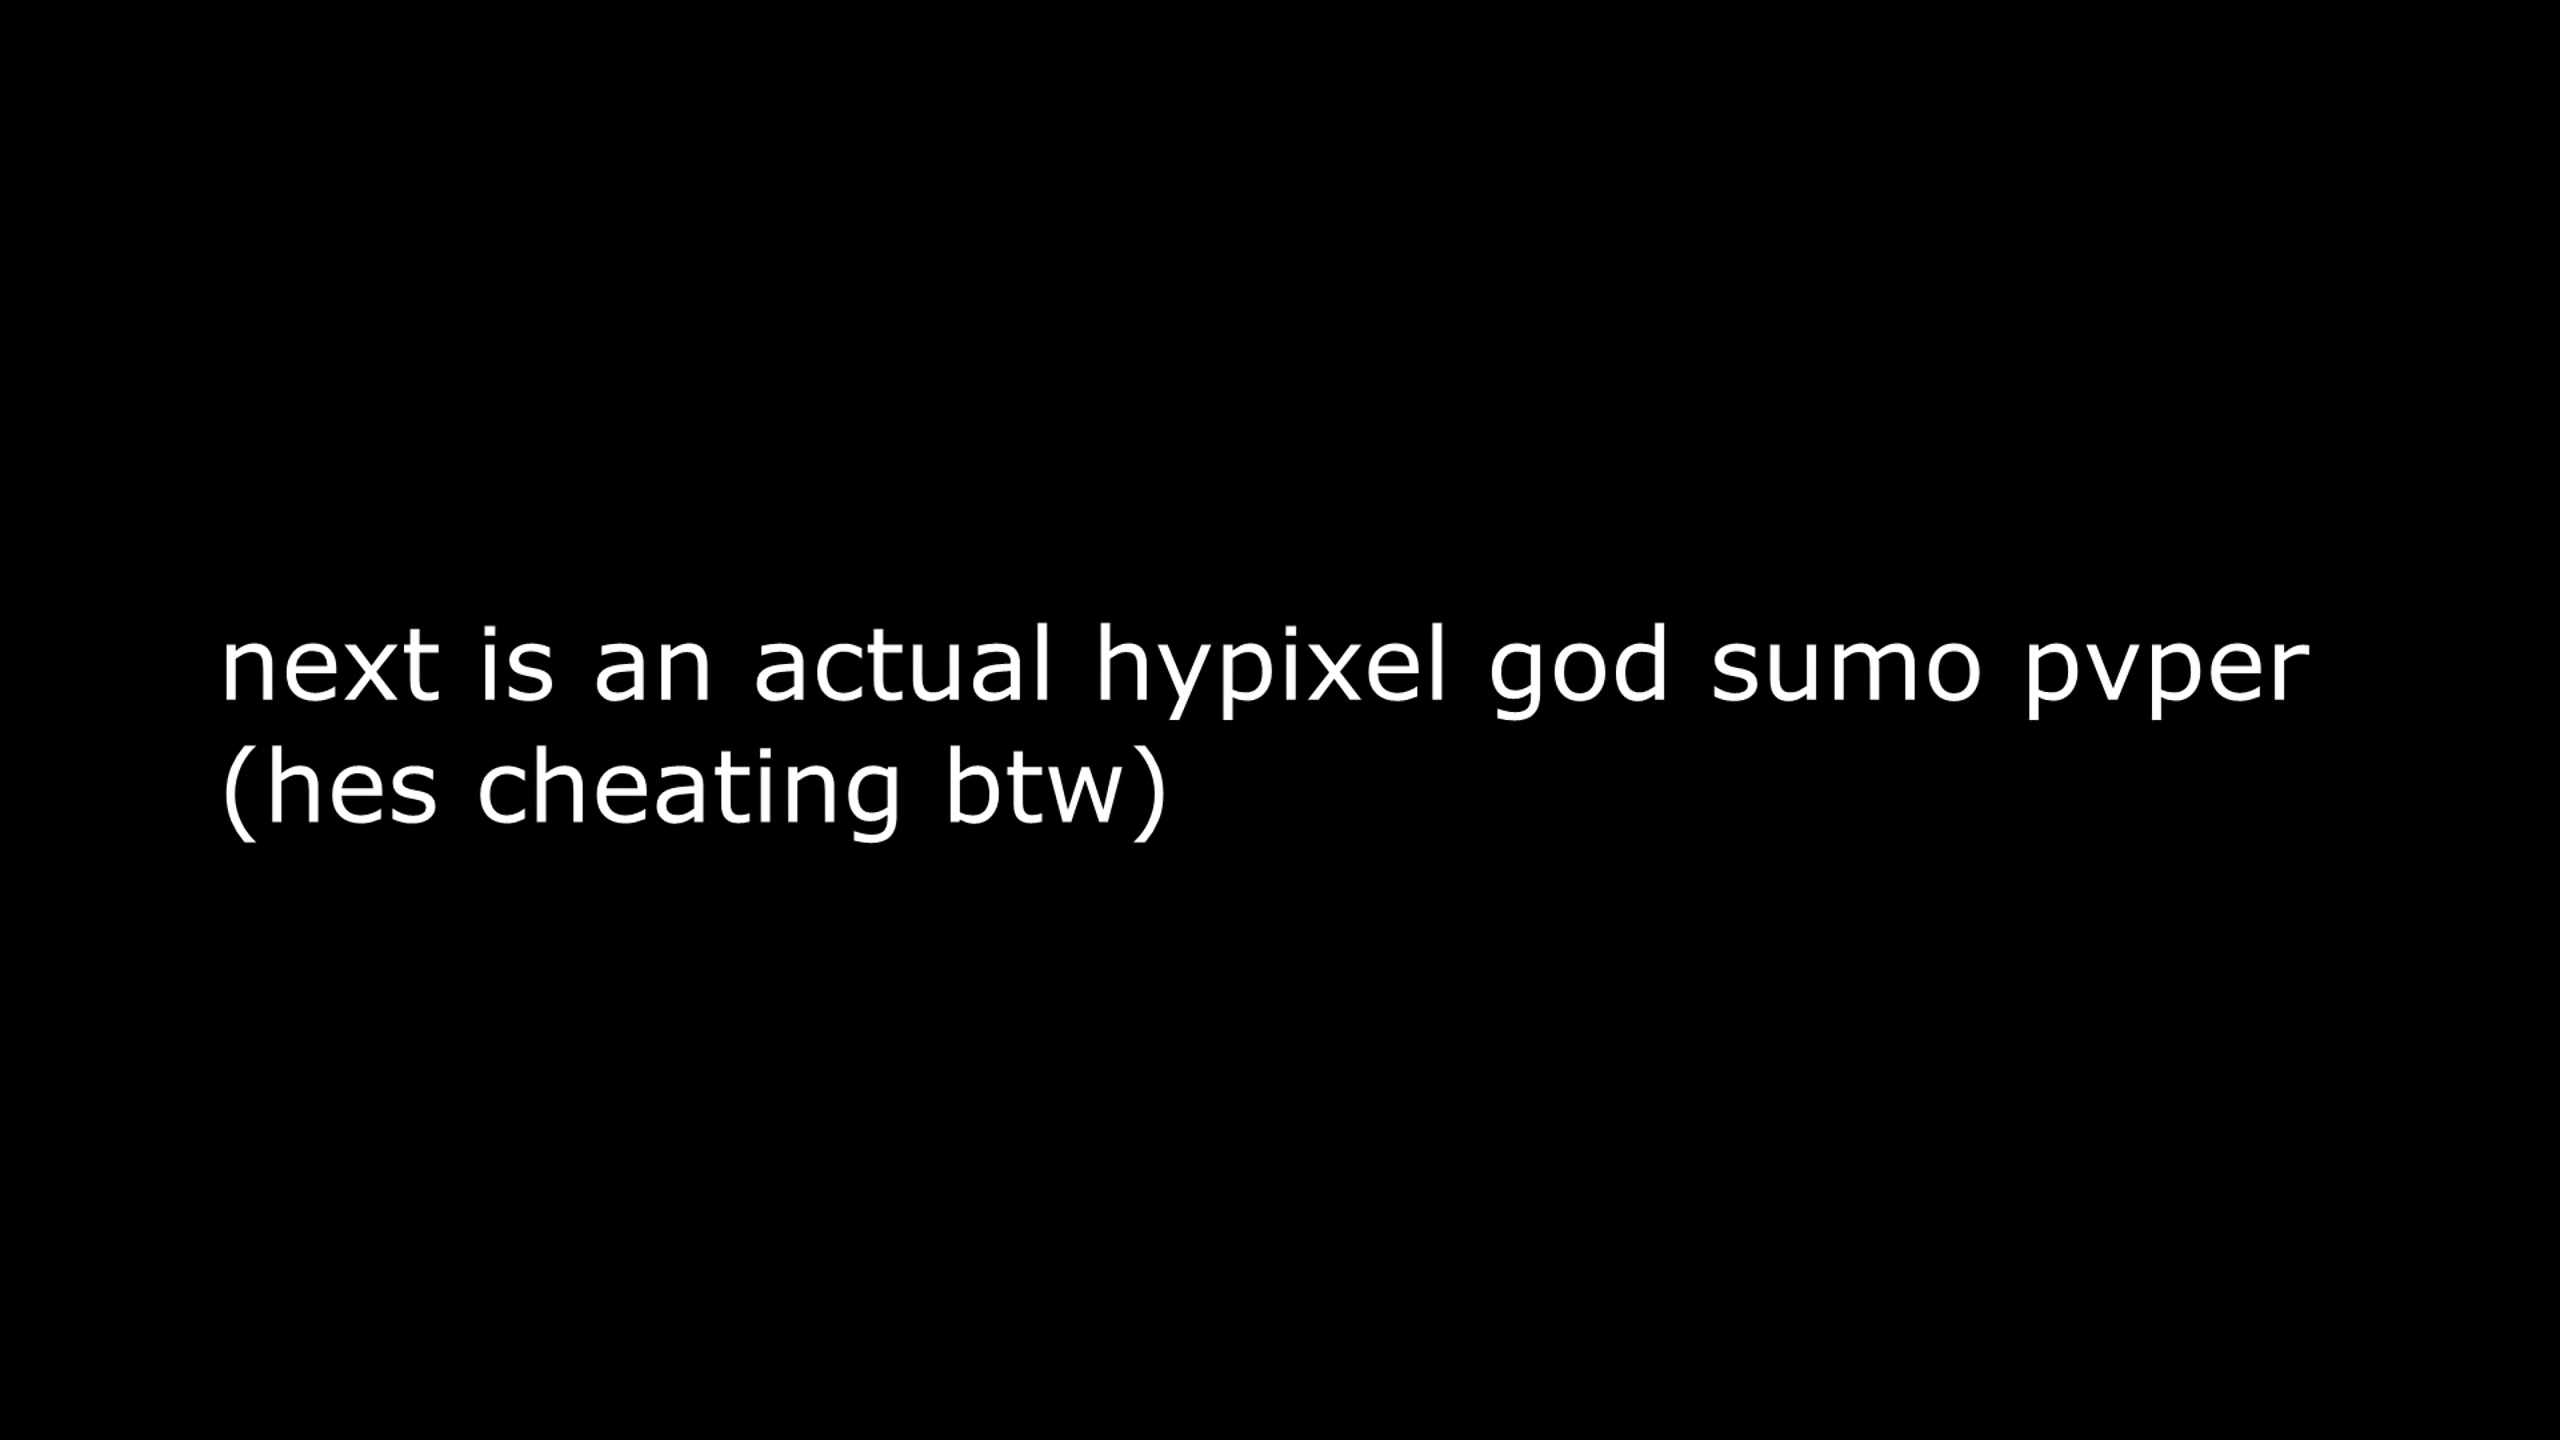 next is an actual hypixel god sumo pvper
(hes cheating btw)